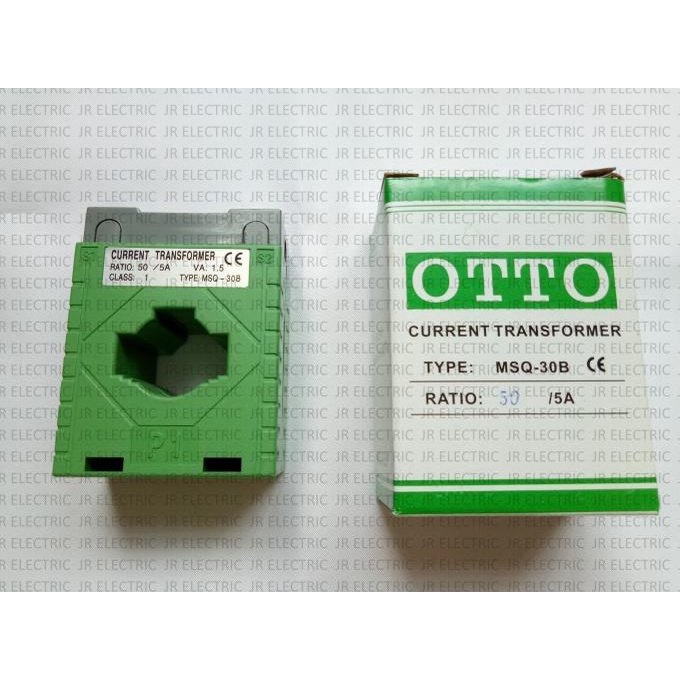 S1
S2
CURRENT TRANSFORMER CE
RATIO: 50 /5A VA: 1.5
CLASS: 1 TYPE: MSQ-30B
P1
OTTO
CURRENT TRANSFORMER
TYPE: MSQ-30B CE
RATIO: 50 /5A
JR ELECTRIC